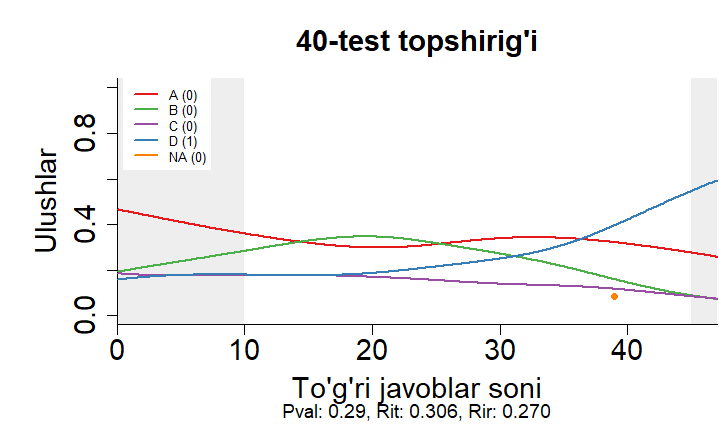 40-test topshirig'i
A (0)
B (0)
C (0)
D (1)
NA (0)
Ulushlar
0.8
0.4
0.0
0 10 20 30 40
To'g'ri javoblar soni
Pval: 0.29, Rit: 0.306, Rir: 0.270